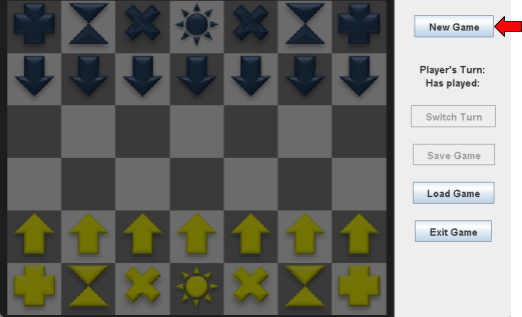 New Game
Player's Turn:
Has played:
Switch Turn
Save Game
Load Game
Exit Game